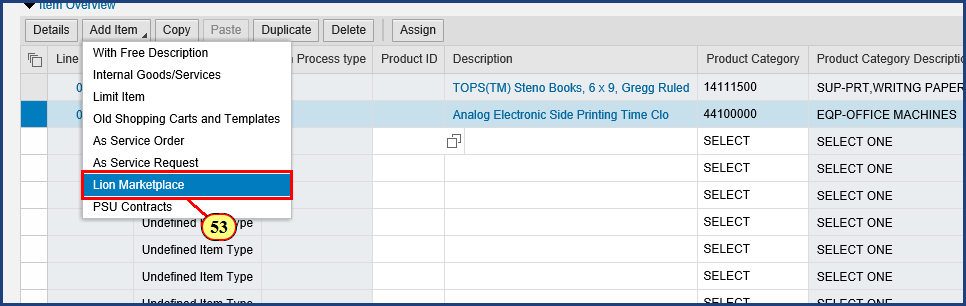 Item Overview
Details Add Item Copy Paste Duplicate Delete Assign
Line Process type Product ID Description Product Category Product Category Descriptio
With Free Description
Internal Goods/Services
Limit Item
Old Shopping Carts and Templates
As Service Order
As Service Request
Lion Marketplace
PSU Contracts
53
0 TOPS(TM) Steno Books, 6 x 9, Gregg Ruled 14111500 SUP-PRT,WRITNG PAPER
0 Analog Electronic Side Printing Time Clo 44100000 EQP-OFFICE MACHINES
SELECT SELECT ONE
SELECT SELECT ONE
SELECT SELECT ONE
Undefined Item Type SELECT SELECT ONE
Undefined Item Type SELECT SELECT ONE
Undefined Item Type SELECT SELECT ONE
Undefined Item Type SELECT SELECT ONE